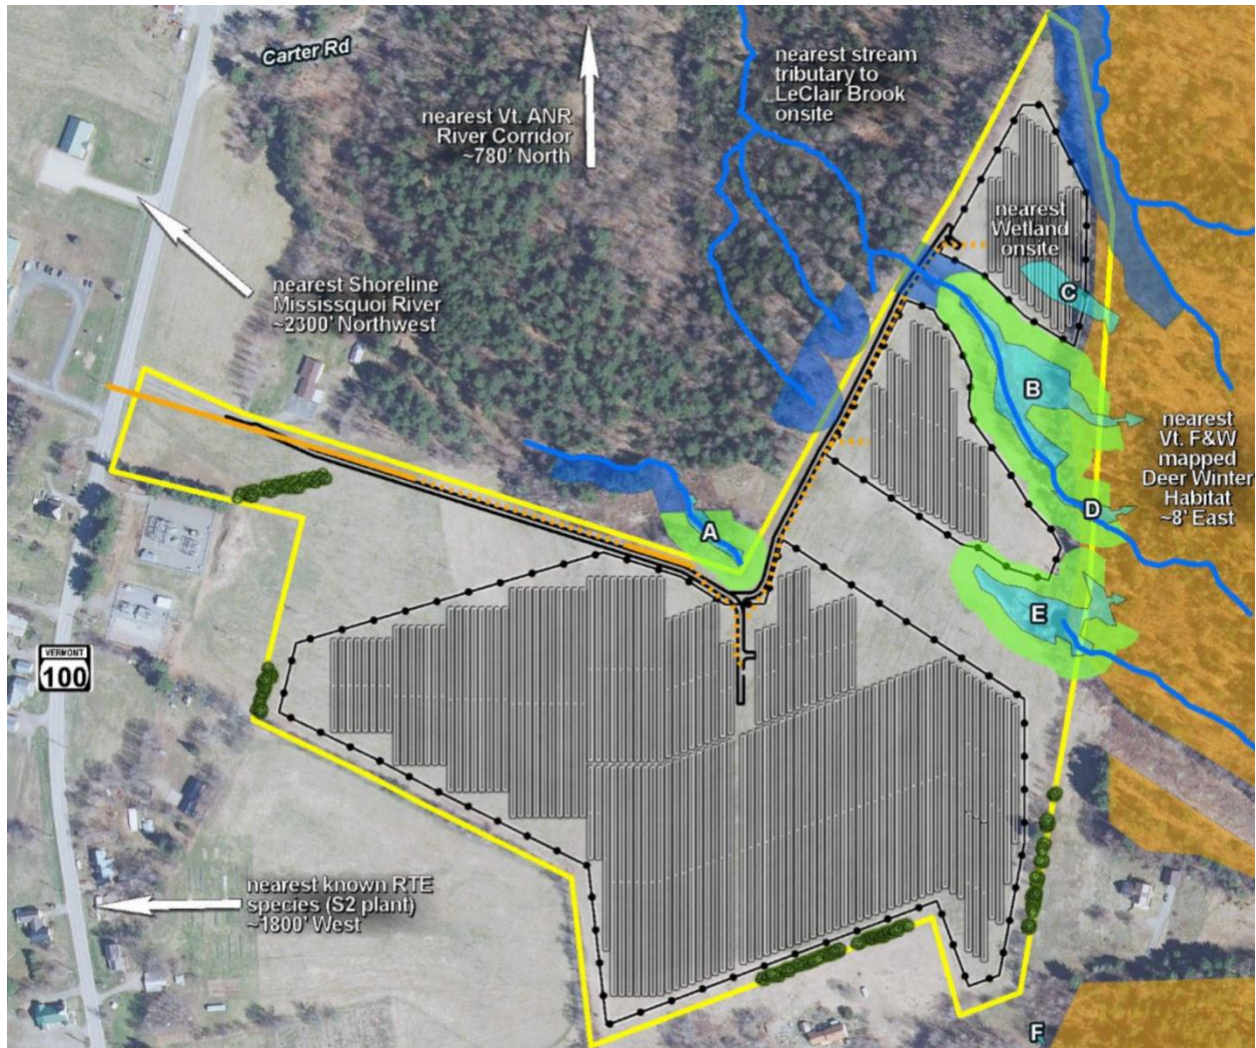 Carter Rd
nearest Vt. ANR
River Corridor
~780' North
nearest stream
tributary to
LeClair Brook
onsite
nearest
Wetland
onsite
nearest Shoreline
Mississquoi River
~2300' Northwest
C
B
nearest
Vt. F&W
mapped
Deer Winter
Habitat
~8' East
D
A
E
VERMONT
100
nearest known RTE
species (S2 plant)
~1800' West
F